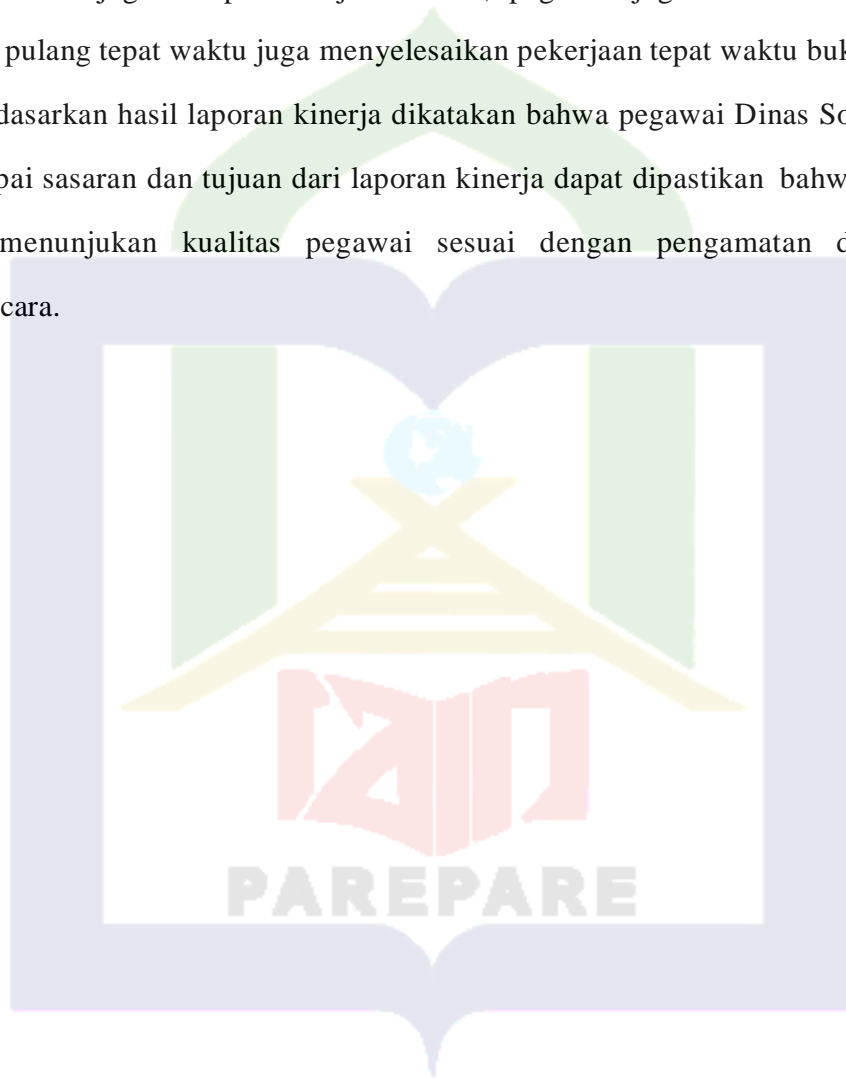 pulang tepat waktu juga menyelesaikan pekerjaan tepat waktu buk
dasarkan hasil laporan kinerja dikatakan bahwa pegawai Dinas So
pai sasaran dan tujuan dari laporan kinerja dapat dipastikan bahw
menunjukan kualitas pegawai sesuai dengan pengamatan d
cara.
iain
PAREPARE